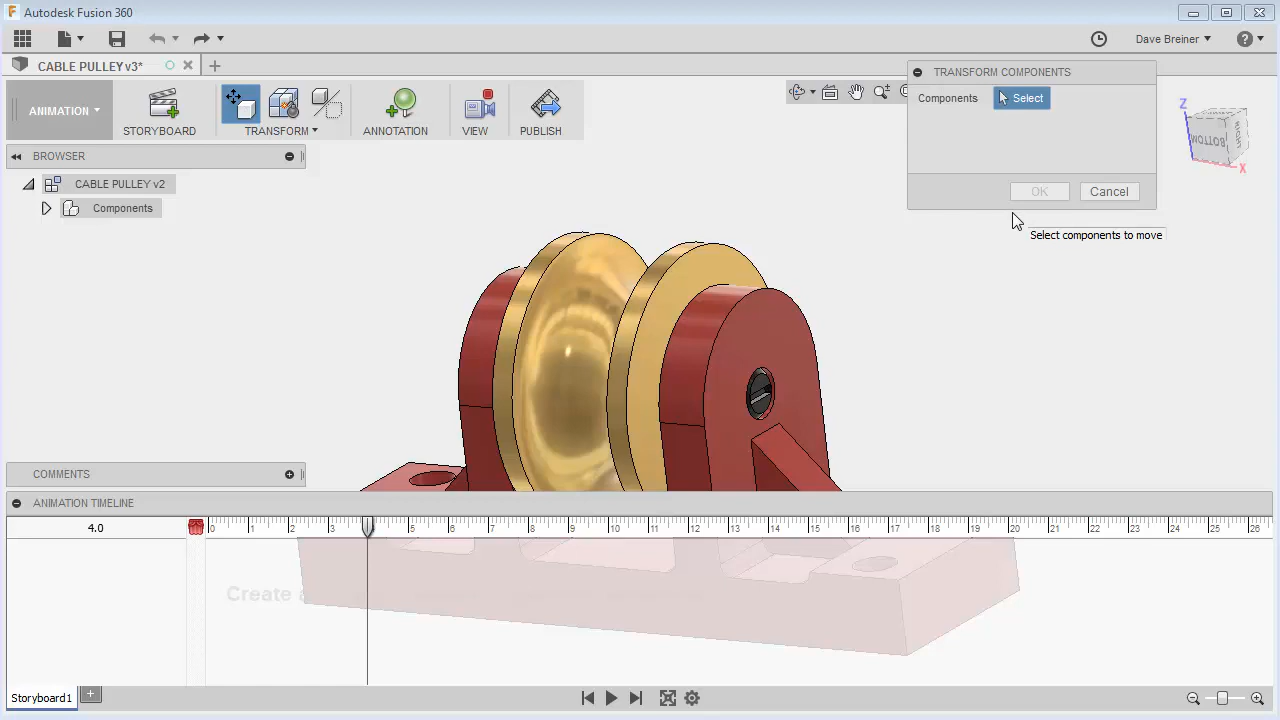 Autodesk Fusion 360
Dave Breiner
CABLE PULLEY v3*
TRANSFORM COMPONENTS
Components
Select
ANIMATION
STORYBOARD
TRANSFORM
ANNOTATION
VIEW
PUBLISH
BROWSER
CABLE PULLEY v2
Components
OK
Cancel
Select components to move
Z
BOTTOM
X
COMMENTS
ANIMATION TIMELINE
4.0
0 1 2 3 5 6 7 8 9 10 11 12 13 14 15 16 17 18 19 20 21 22 23 24 25 26
Create
Storyboard1